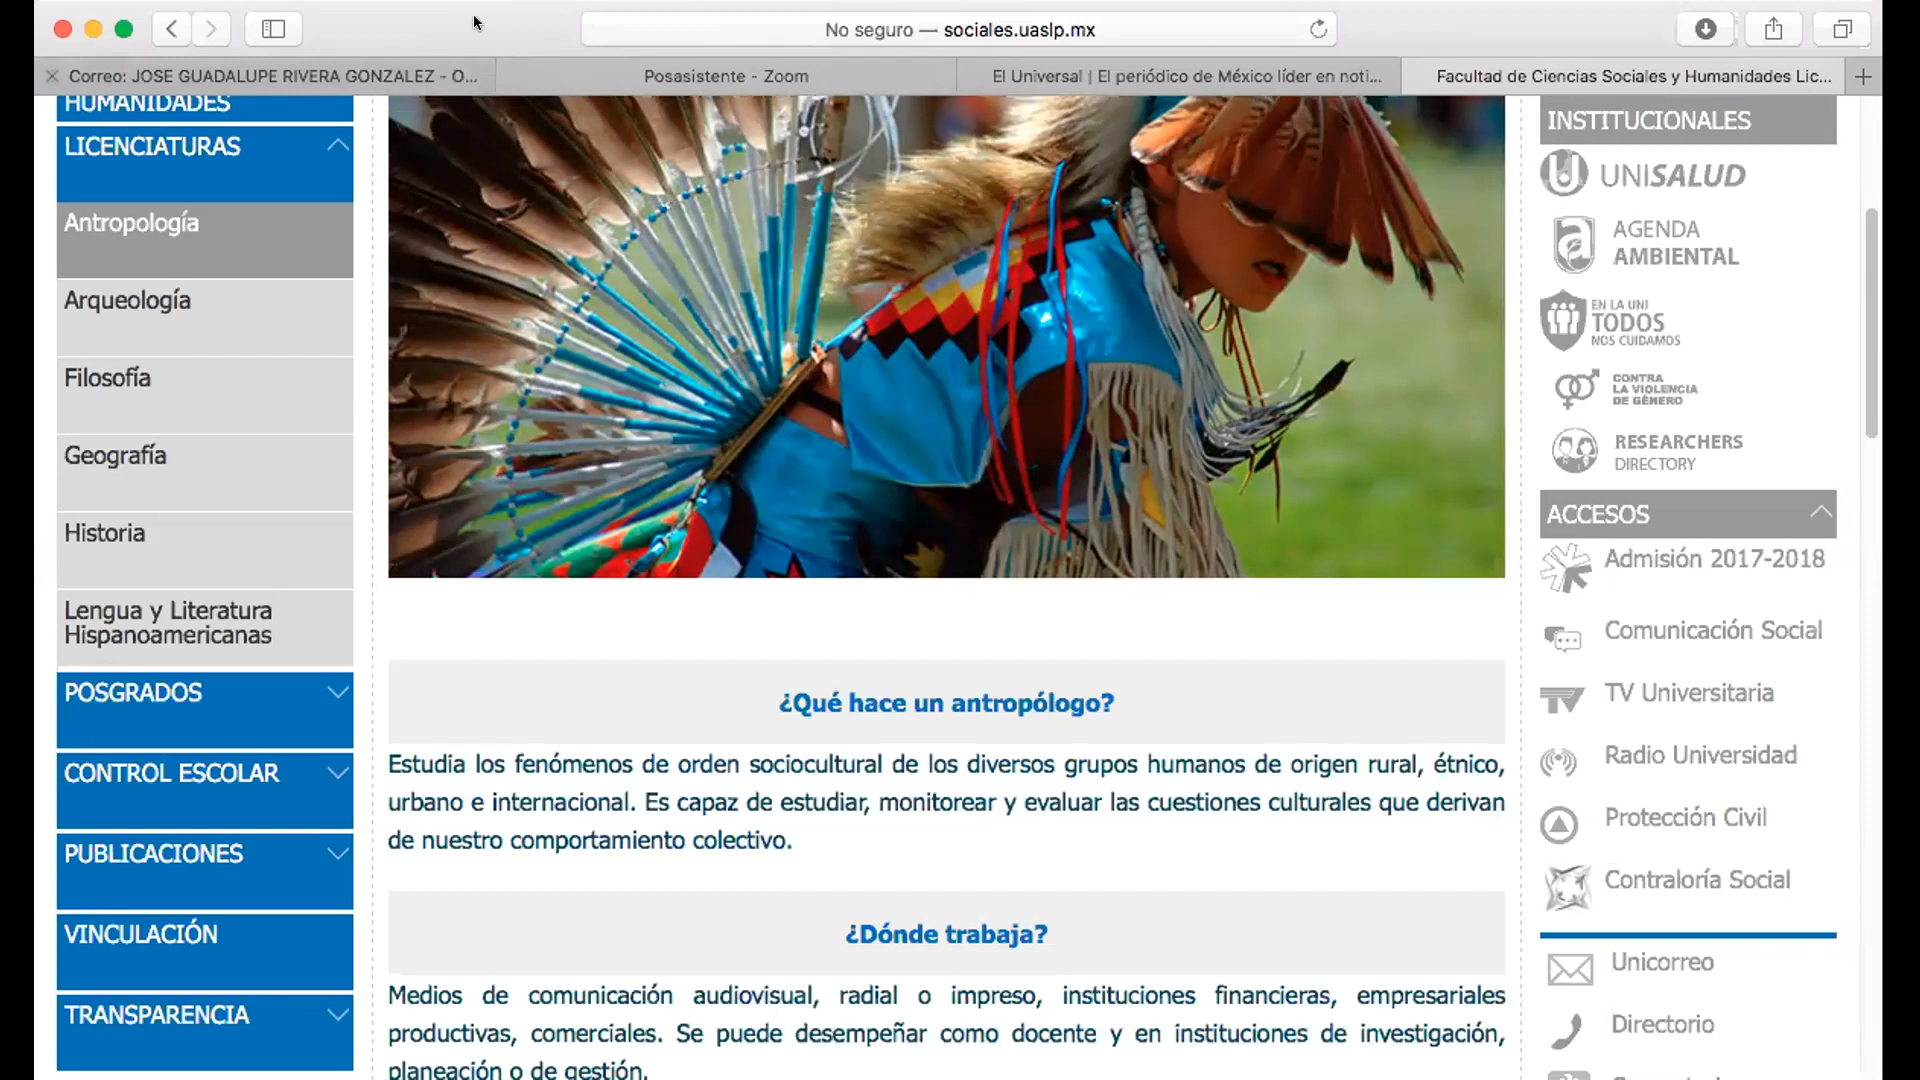 No seguro — sociales.uaslp.mx
Correo: JOSE GUADALUPE RIVERA GONZALEZ - O...
Posasistente - Zoom
El Universal | El periódico de México líder en noti...
Facultad de Ciencias Sociales y Humanidades Lic...
HUMANIDADES
LICENCIATURAS
Antropología
Arqueología
Filosofía
Geografía
Historia
Lengua y Literatura
Hispanoamericanas
POSGRADOS
CONTROL ESCOLAR
PUBLICACIONES
VINCULACIÓN
TRANSPARENCIA
¿Qué hace un antropólogo?
Estudia los fenómenos de orden sociocultural de los diversos grupos humanos de origen rural, étnico,
urbano e internacional. Es capaz de estudiar, monitorear y evaluar las cuestiones culturales que derivan
de nuestro comportamiento colectivo.
¿Dónde trabaja?
Medios de comunicación audiovisual, radial o impreso, instituciones financieras, empresariales
productivas, comerciales. Se puede desempeñar como docente y en instituciones de investigación,
planeación o de gestión.
INSTITUCIONALES
UNISALUD
AGENDA
AMBIENTAL
EN LA UNI
TODOS
NOS CUIDAMOS
CONTRA
LA VIOLENCIA
DE GÉNERO
RESEARCHERS
DIRECTORY
ACCESOS
Admisión 2017-2018
Comunicación Social
TV Universitaria
Radio Universidad
Protección Civil
Contraloría Social
Unicorreo
Directorio